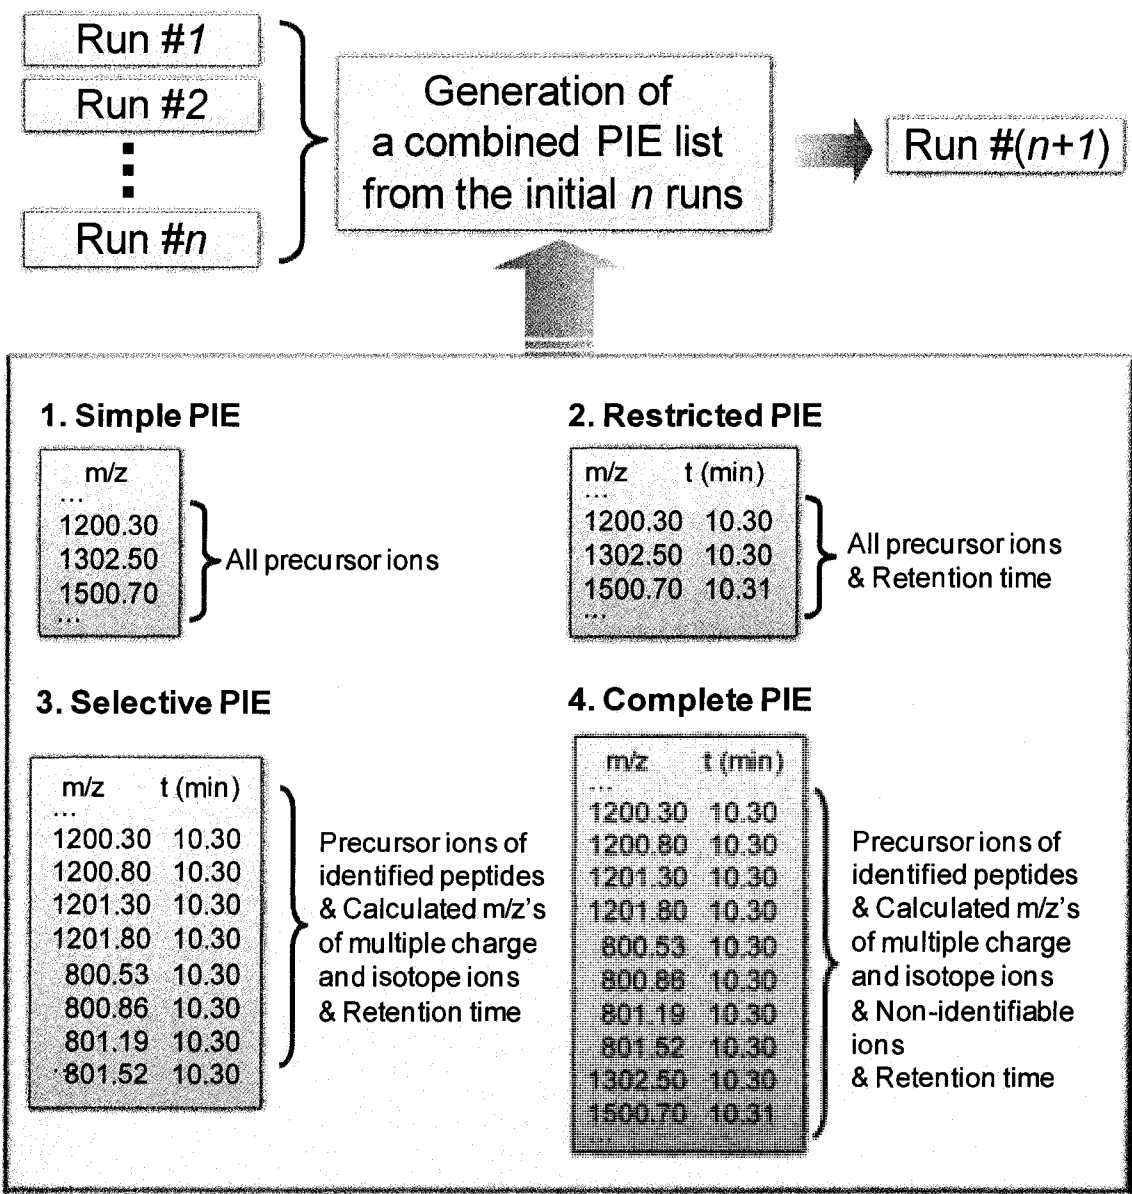 Run #1
Run #2
Run #n
Generation of
a combined PIE list
from the initial n runs
Run #(n+1)
1. Simple PIE
m/z
...
1200.30
1302.50
1500.70
...
All precursor ions
2. Restricted PIE
m/z t (min)
...
1200.30 10.30
1302.50 10.30
1500.70 10.31
...
All precursor ions
& Retention time
3. Selective PIE
m/z t (min)
...
1200.30 10.30
1200.80 10.30
1201.30 10.30
1201.80 10.30
800.53 10.30
800.86 10.30
801.19 10.30
801.52 10.30
Precursor ions of
identified peptides
& Calculated m/z's
of multiple charge
and isotope ions
& Retention time
4. Complete PIE
m/z t (min)
...
1200.30 10.30
1200.80 10.30
1201.30 10.30
1201.80 10.30
800.53 10.30
800.86 10.30
801.19 10.30
801.52 10.30
1302.50 10.30
1500.70 10.31
...
Precursor ions of
identified peptides
& Calculated m/z's
of multiple charge
and isotope ions
& Non-identifiable
ions
& Retention time